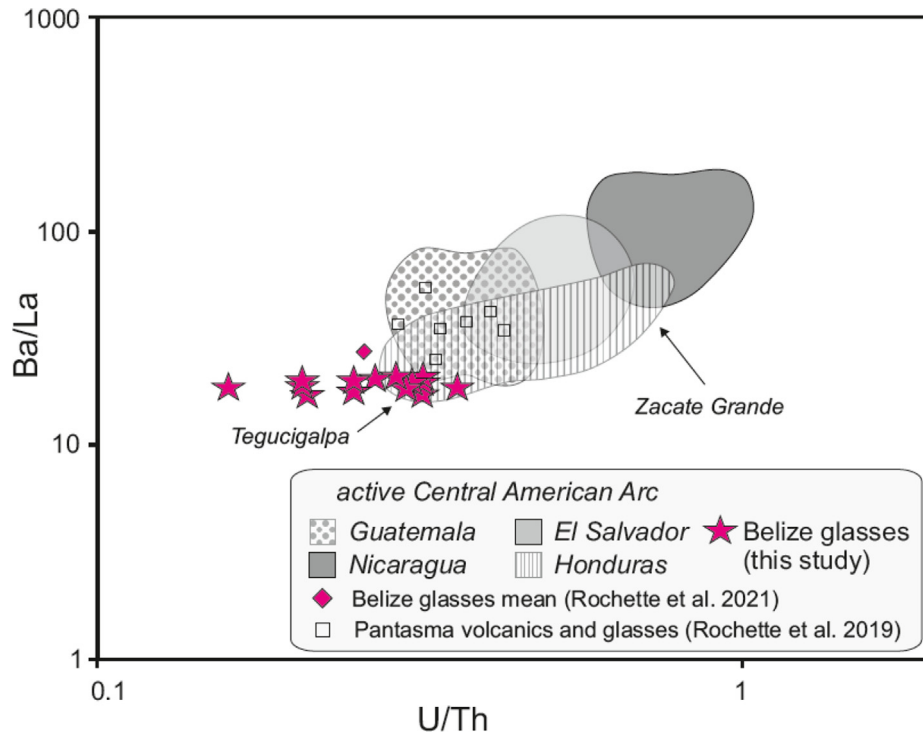 1000
100
10
1
Ba/La
0.1
1
U/Th
Zacate Grande
Tegucigalpa
active Central American Arc
Guatemala
El Salvador
Belize glasses
(this study)
Nicaragua
Honduras
Belize glasses mean (Rochette et al. 2021)
Pantasma volcanics and glasses (Rochette et al. 2019)